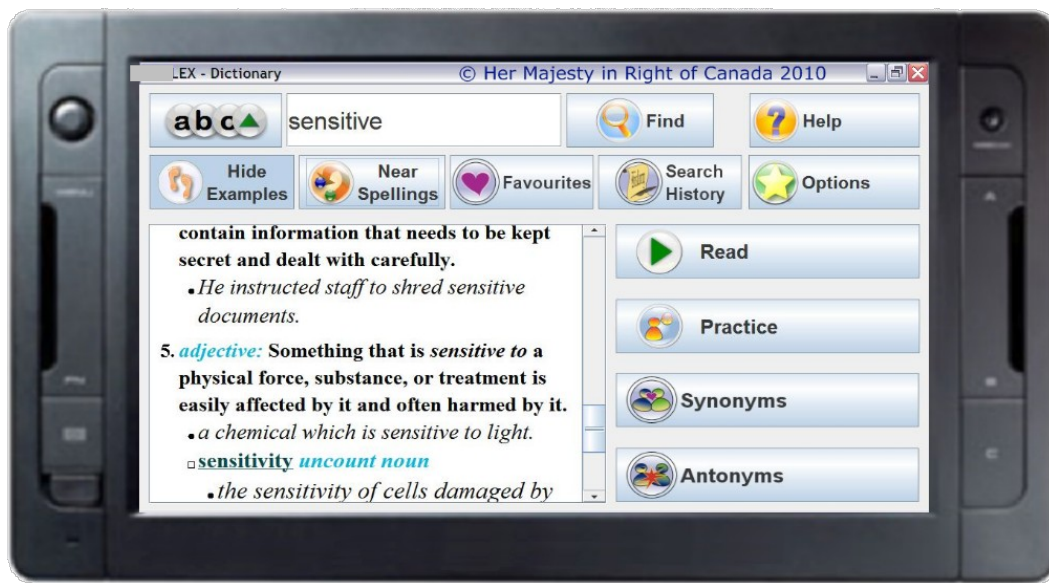 LEX - Dictionary
© Her Majesty in Right of Canada 2010
abc
sensitive
Find
Help
Hide
Examples
Near
Spellings
Favourites
Search
History
Options
contain information that needs to be kept
secret and dealt with carefully.
He instructed staff to shred sensitive
documents.
5. adjective: Something that is sensitive to a
physical force, substance, or treatment is
easily affected by it and often harmed by it.
a chemical which is sensitive to light.
sensitivity uncount noun
the sensitivity of cells damaged by
Read
Practice
Synonyms
Antonyms